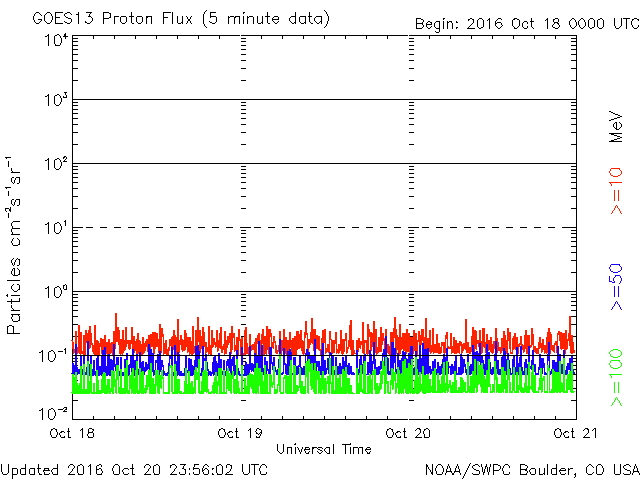 GOES13 Proton Flux (5 minute data)
Begin: 2016 Oct 18 0000 UTC
Particles cm⁻²s⁻¹sr⁻¹
10⁴
10³
10²
10¹
10⁰
10⁻¹
10⁻²
MeV
>=10
>=50
>=100
Oct 18 Oct 19 Oct 20 Oct 21
Universal Time
Updated 2016 Oct 20 23:56:02 UTC
NOAA/SWPC Boulder, CO USA